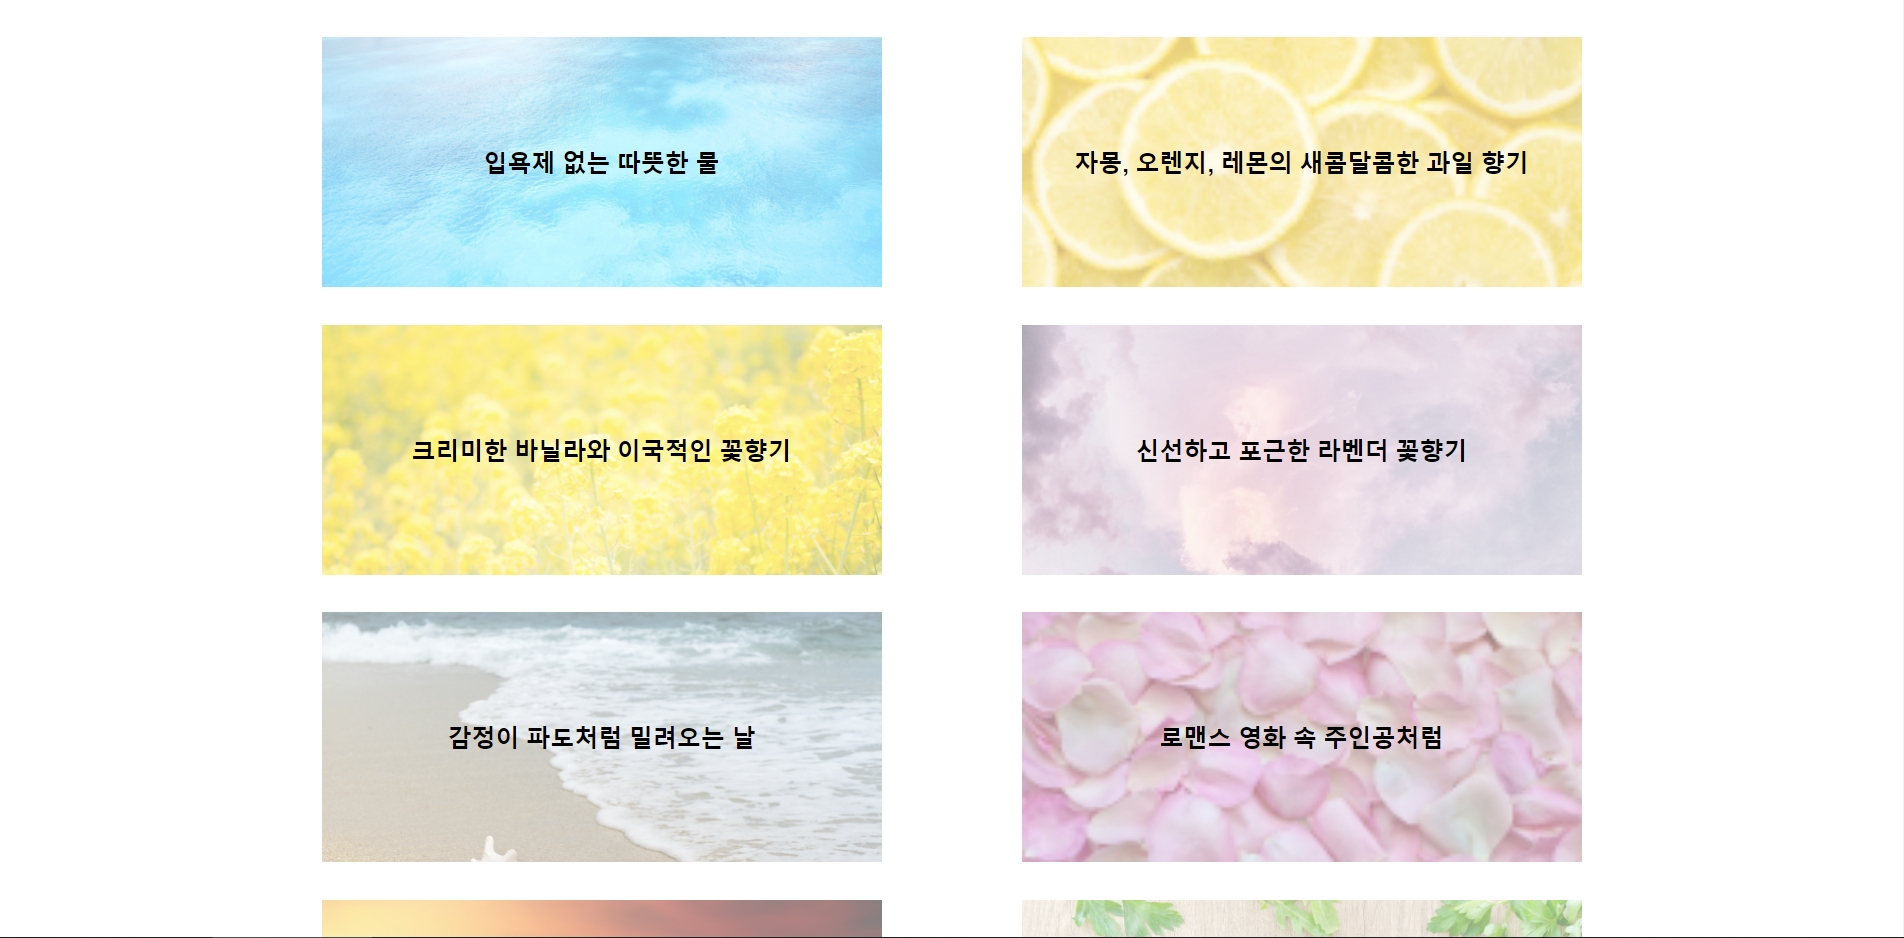 입욕제 없는 따뜻한 물
자몽, 오렌지, 레몬의 새콤달콤한 과일 향기
크리미한 바닐라와 이국적인 꽃향기
신선하고 포근한 라벤더 꽃향기
감정이 파도처럼 밀려오는 날
로맨스 영화 속 주인공처럼